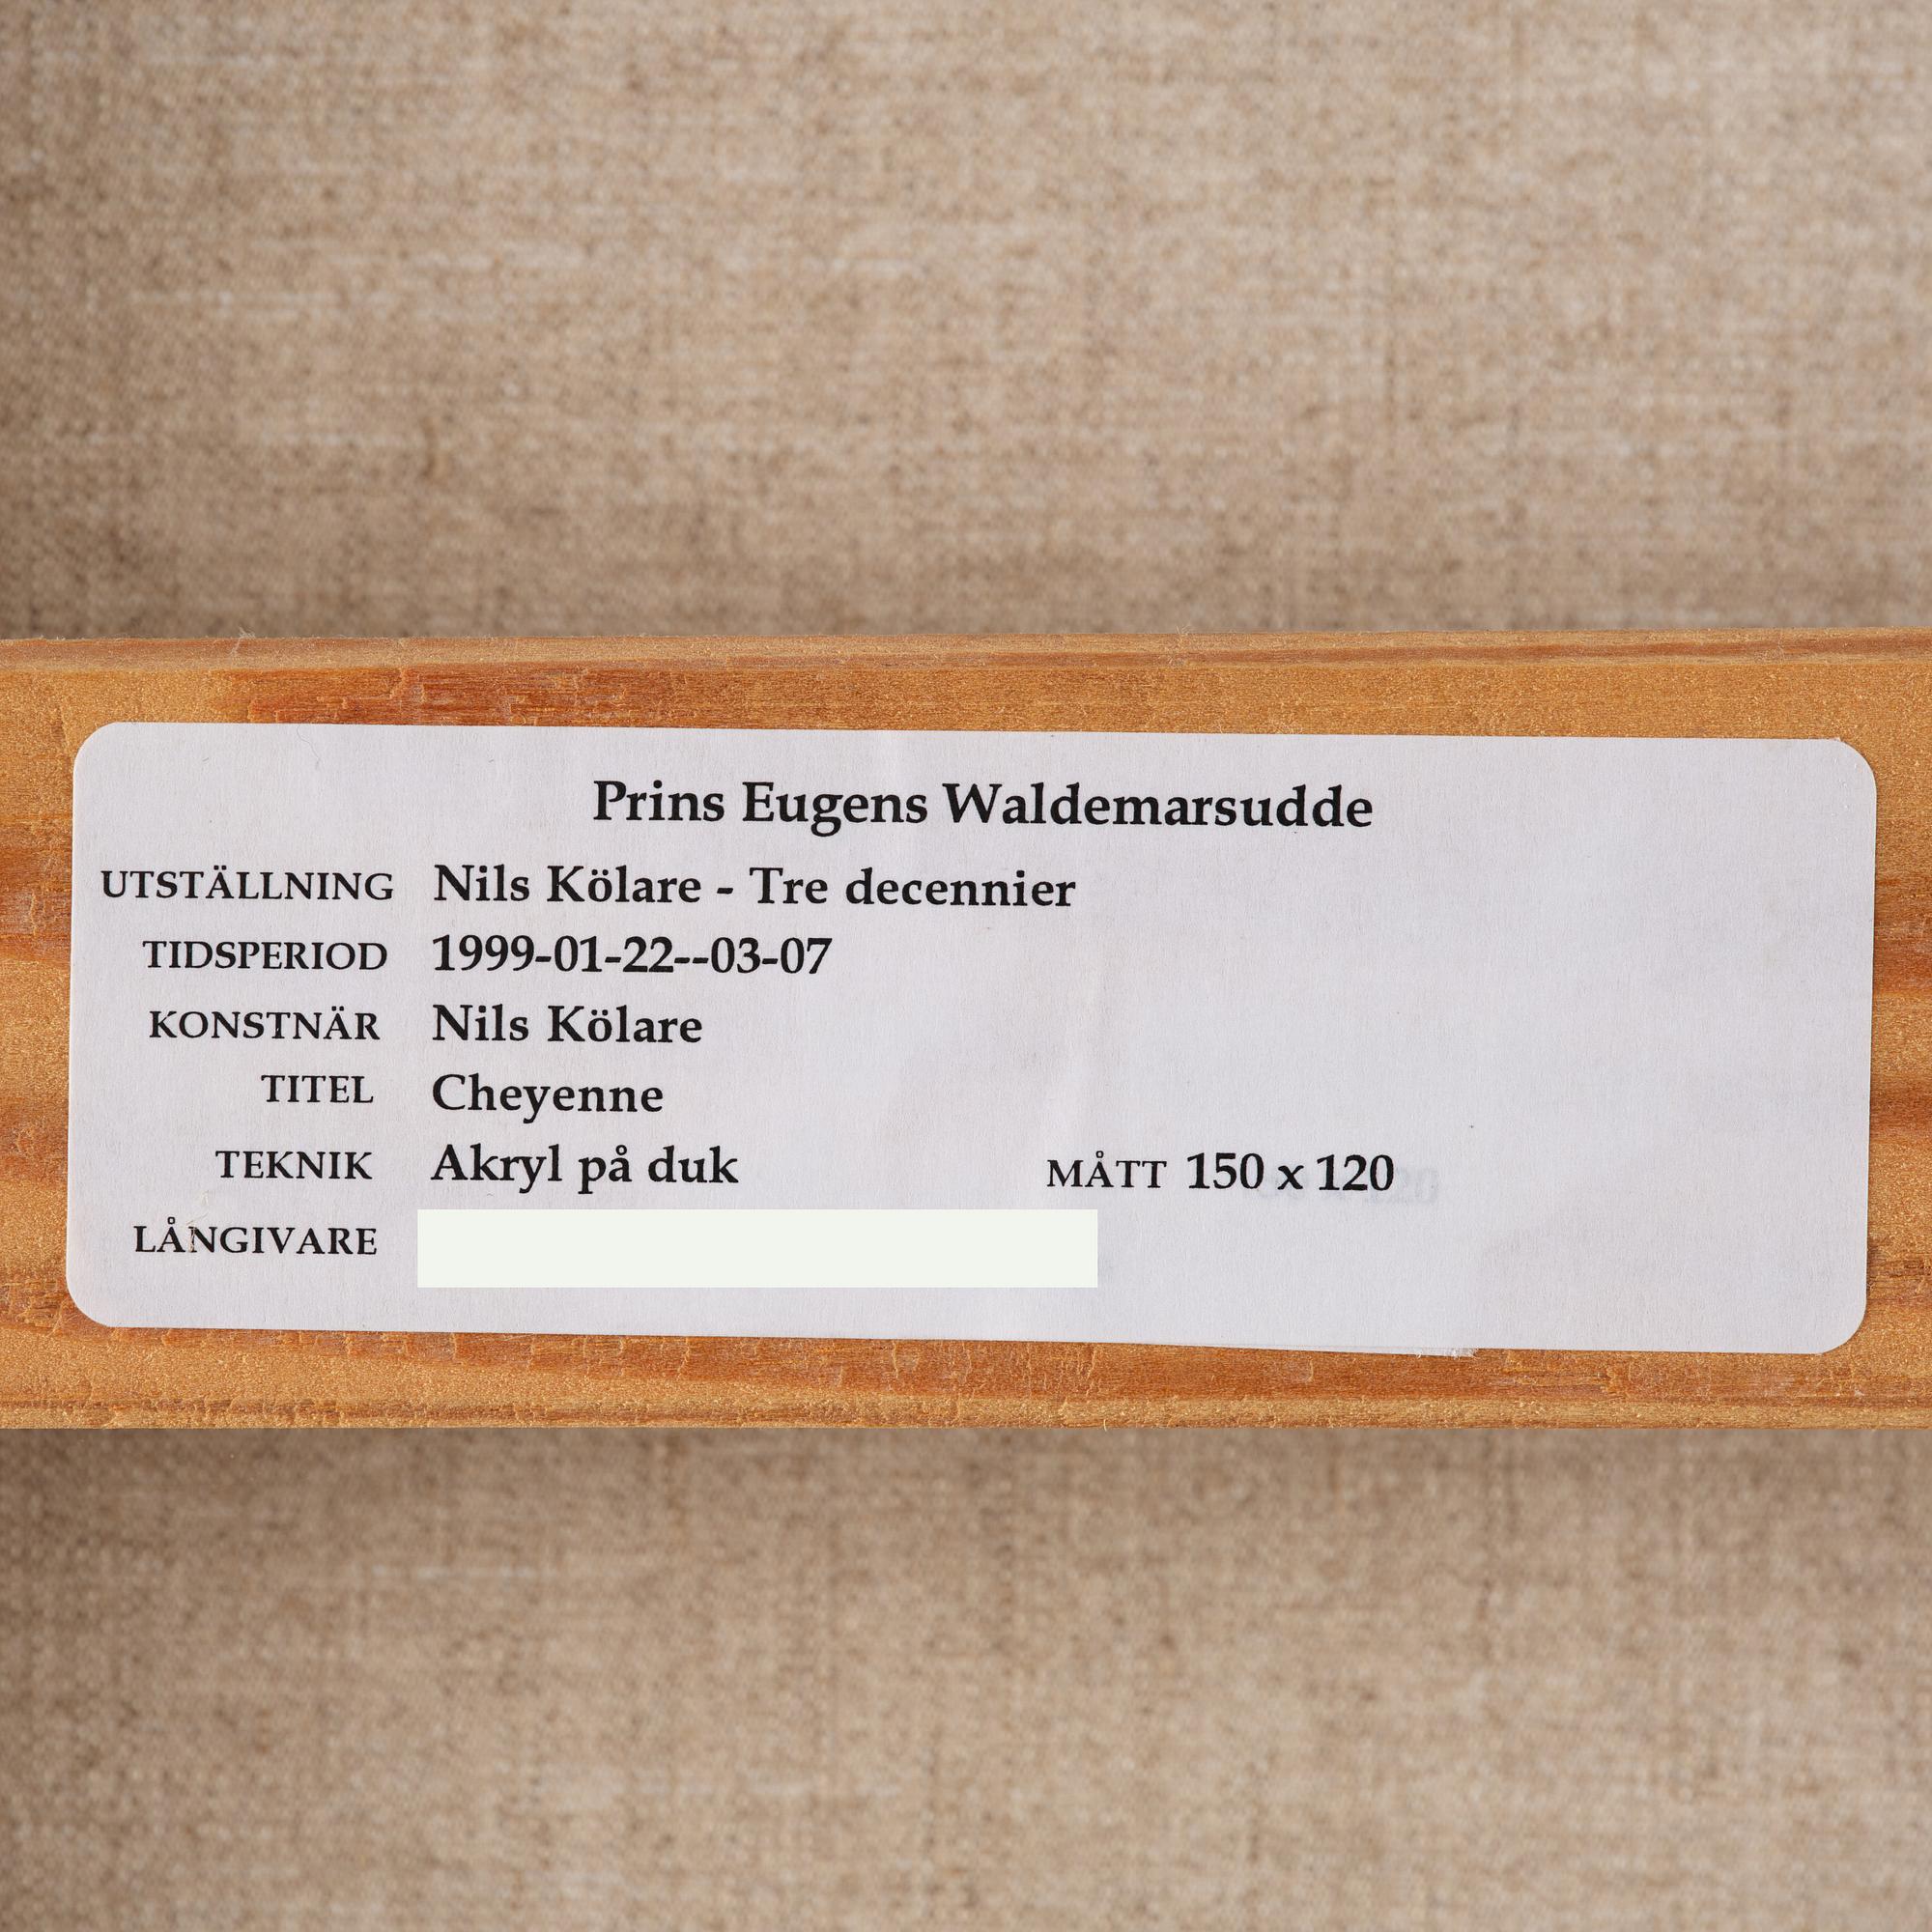 Prins Eugens Waldemarsudde
UTSTÄLLNING Nils Kölare - Tre decennier
TIDSPERIOD 1999-01-22--03-07
KONSTNÄR Nils Kölare
TITEL Cheyenne
TEKNIK Akryl på duk MÅTT 150 x 120
LÅNGIVARE